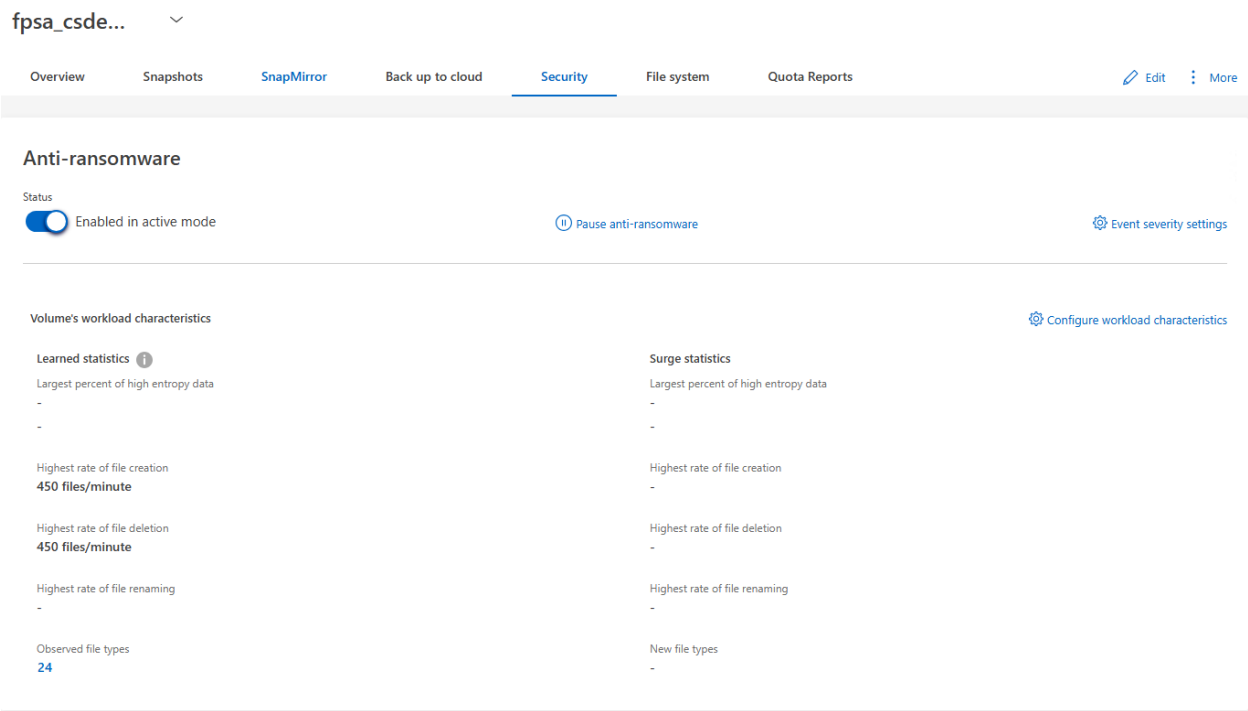 fpsa_csde...
Overview Snapshots SnapMirror Back up to cloud Security File system Quota Reports Edit More
Anti-ransomware
Status
Enabled in active mode Pause anti-ransomware Event severity settings
Volume's workload characteristics Configure workload characteristics
Learned statistics Surge statistics
Largest percent of high entropy data Largest percent of high entropy data
- -
- -
Highest rate of file creation Highest rate of file creation
450 files/minute -
Highest rate of file deletion Highest rate of file deletion
450 files/minute -
Highest rate of file renaming Highest rate of file renaming
- -
Observed file types New file types
24 -